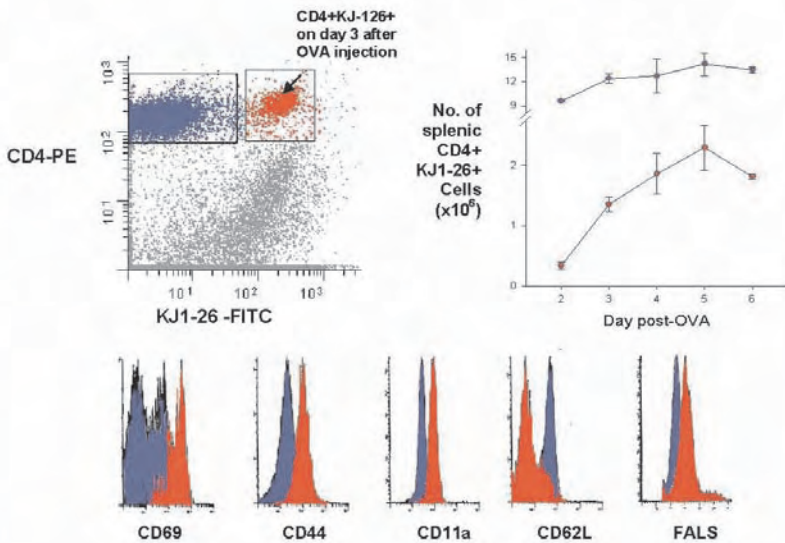 CD4+KJ-126+
on day 3 after
OVA injection
10³
10²
10¹
CD4-PE
10¹ 10² 10³
KJ1-26 -FITC
15
12
9
2
1
0
No. of
splenic
CD4+
KJ1-26+
Cells
(x10⁶)
2 3 4 5 6
Day post-OVA
CD69 CD44 CD11a CD62L FALS